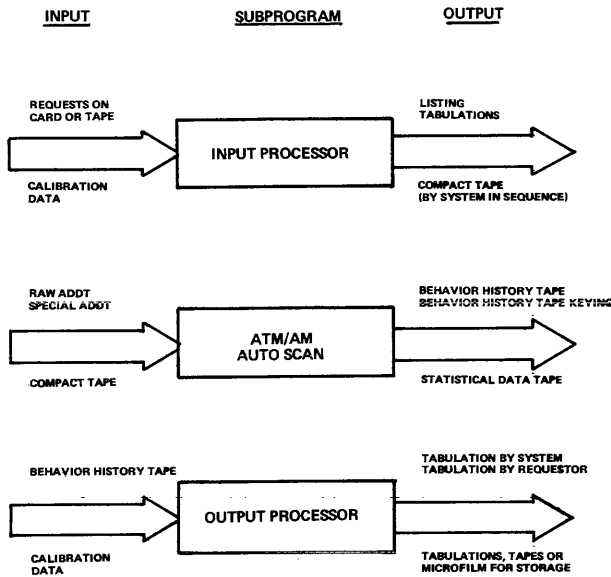 INPUT SUBPROGRAM OUTPUT
REQUESTS ON
CARD OR TAPE
LISTING
TABULATIONS
INPUT PROCESSOR
CALIBRATION
DATA
COMPACT TAPE
(BY SYSTEM IN SEQUENCE)
RAW ADDT
SPECIAL ADDT
BEHAVIOR HISTORY TAPE
BEHAVIOR HISTORY TAPE KEYING
ATM/AM
AUTO SCAN
COMPACT TAPE
STATISTICAL DATA TAPE
BEHAVIOR HISTORY TAPE
TABULATION BY SYSTEM
TABULATION BY REQUESTOR
OUTPUT PROCESSOR
CALIBRATION
DATA
TABULATIONS, TAPES OR
MICROFILM FOR STORAGE